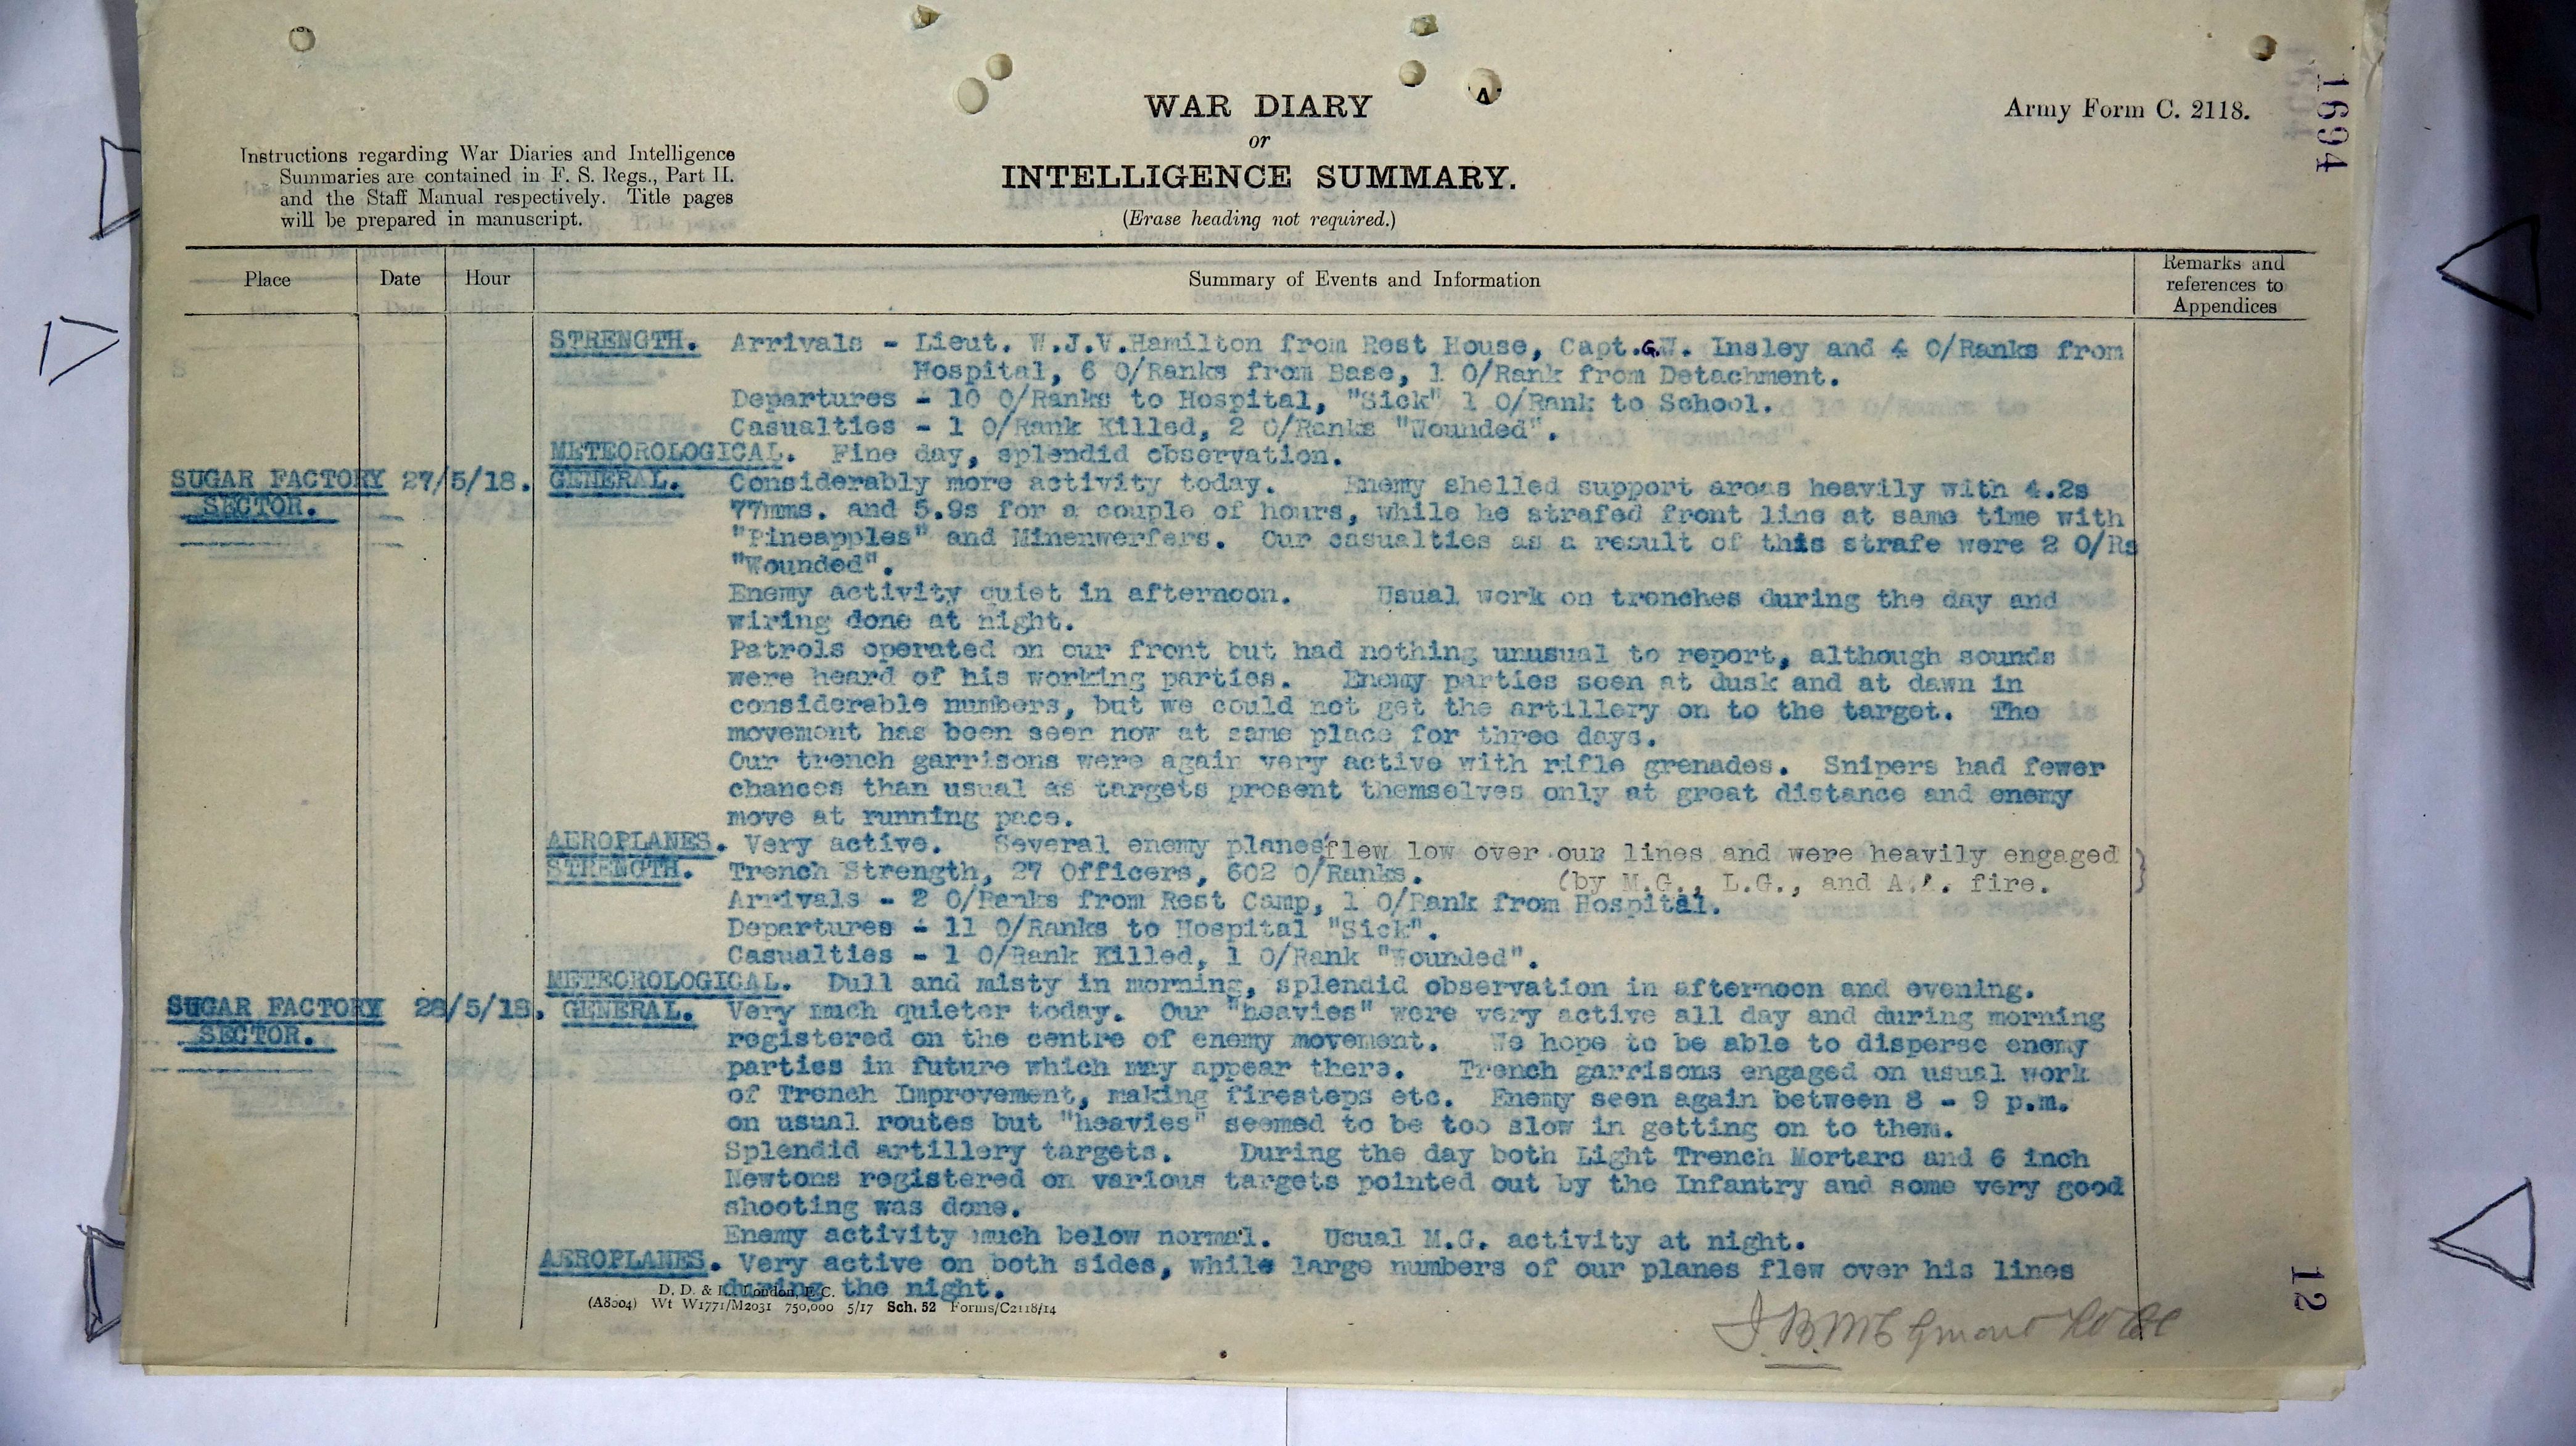 WAR DIARY
or
INTELLIGENCE SUMMARY.
(Erase heading not required.)
Army Form C. 2118.
1694
Instructions regarding War Diaries and Intelligence
Summaries are contained in F. S. Regs., Part II.
and the Staff Manual respectively. Title pages
will be prepared in manuscript.
Place Date Hour Summary of Events and Information Remarks and references to Appendices
STRENGTH. Arrivals - Lieut. W.J.V.Hamilton from Rest House, Capt.G.W. Insley and 4 O/Ranks from
Hospital, 6 O/Ranks from Base, 1 O/Rank from Detachment.
Departures - 10 O/Ranks to Hospital, "Sick" 1 O/Rank to School.
Casualties - 1 O/Rank Killed, 2 O/Ranks "Wounded".
METEOROLOGICAL. Fine day, splendid observation.
SUGAR FACTORY 27/5/18. GENERAL. Considerably more activity today. Enemy shelled support areas heavily with 4.2s
SECTOR. 77mms. and 5.9s for a couple of hours, while he strafed front line at same time with
"Pineapples" and Minenwerfers. Our casualties as a result of this strafe were 2 O/Rs
"Wounded".
Enemy activity quiet in afternoon. Usual work on trenches during the day and
wiring done at night.
Patrols operated on our front but had nothing unusual to report, although sounds
were heard of his working parties. Enemy parties seen at dusk and at dawn in
considerable numbers, but we could not get the artillery on to the target. The
movement has been seen now at same place for three days.
Our trench garrisons were again very active with rifle grenades. Snipers had fewer
chances than usual as targets present themselves only at great distance and enemy
move at running pace.
AEROPLANES. Very active. Several enemy planes flew low over our lines and were heavily engaged
STRENGTH. Trench Strength, 27 Officers, 602 O/Ranks. (by M.G., L.G., and A.A. fire.
Arrivals - 2 O/Ranks from Rest Camp, 1 O/Rank from Hospital.
Departures - 11 O/Ranks to Hospital "Sick".
Casualties - 1 O/Rank Killed, 1 O/Rank "Wounded".
METEOROLOGICAL. Dull and misty in morning, splendid observation in afternoon and evening.
SUGAR FACTORY 28/5/18. GENERAL. Very much quieter today. Our "heavies" were very active all day and during morning
SECTOR. registered on the centre of enemy movement. We hope to be able to disperse enemy
parties in future which may appear there. Trench garrisons engaged on usual work
of Trench Improvement, making firesteps etc. Enemy seen again between 8 - 9 p.m.
on usual routes but "heavies" seemed to be too slow in getting on to them.
Splendid artillery targets. During the day both Light Trench Mortars and 6 inch
Newtons registered on various targets pointed out by the Infantry and some very good
shooting was done.
Enemy activity much below normal. Usual M.G. activity at night.
AEROPLANES. Very active on both sides, while large numbers of our planes flew over his lines
during the night.
D. D. & L., London, E.C.
(A8004) Wt W1771/M2031 750,000 5/17 Sch. 52 Forms/C2118/14
12